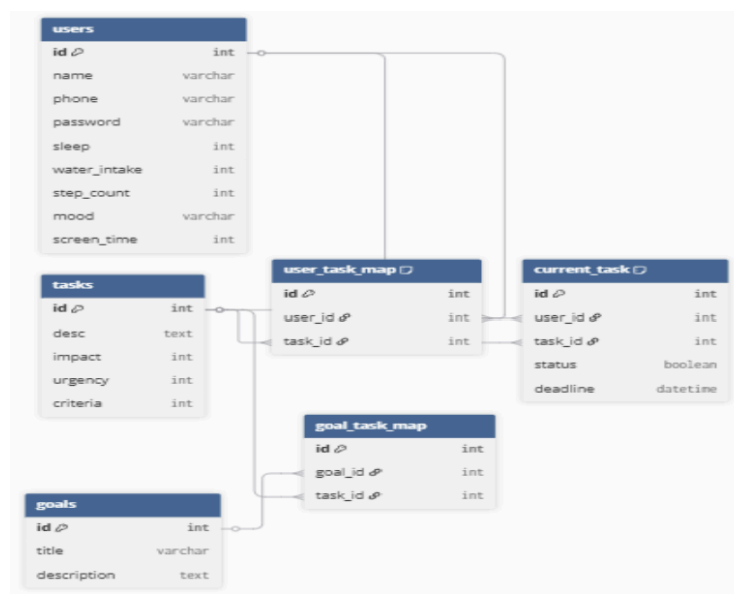 users
id int
name varchar
phone varchar
password varchar
sleep int
water_intake int
step_count int
mood varchar
screen_time int
tasks
id int
desc text
impact int
urgency int
criteria int
user_task_map
id int
user_id int
task_id int
current_task
id int
user_id int
task_id int
status boolean
deadline datetime
goal_task_map
id int
goal_id int
task_id int
goals
id int
title varchar
description text